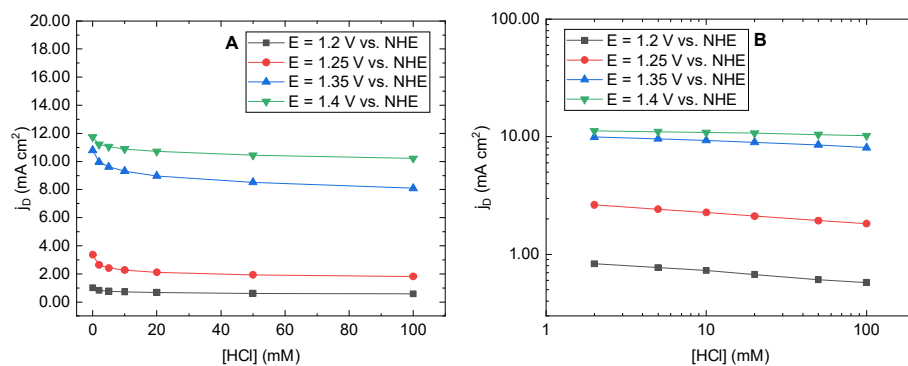 A
E = 1.2 V vs. NHE
E = 1.25 V vs. NHE
E = 1.35 V vs. NHE
E = 1.4 V vs. NHE
20.00
18.00
16.00
14.00
12.00
10.00
8.00
6.00
4.00
2.00
0.00
j_D (mA cm²)
0
20
40
60
80
100
[HCl] (mM)
B
E = 1.2 V vs. NHE
E = 1.25 V vs. NHE
E = 1.35 V vs. NHE
E = 1.4 V vs. NHE
100.00
10.00
1.00
j_D (mA cm²)
1
10
100
[HCl] (mM)